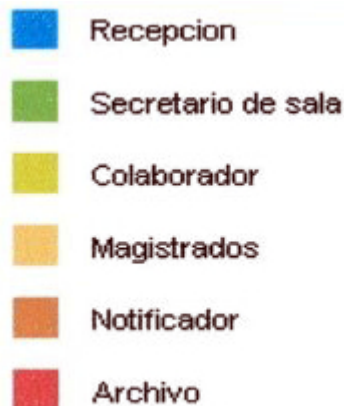 Recepcion
Secretario de sala
Colaborador
Magistrados
Notificador
Archivo